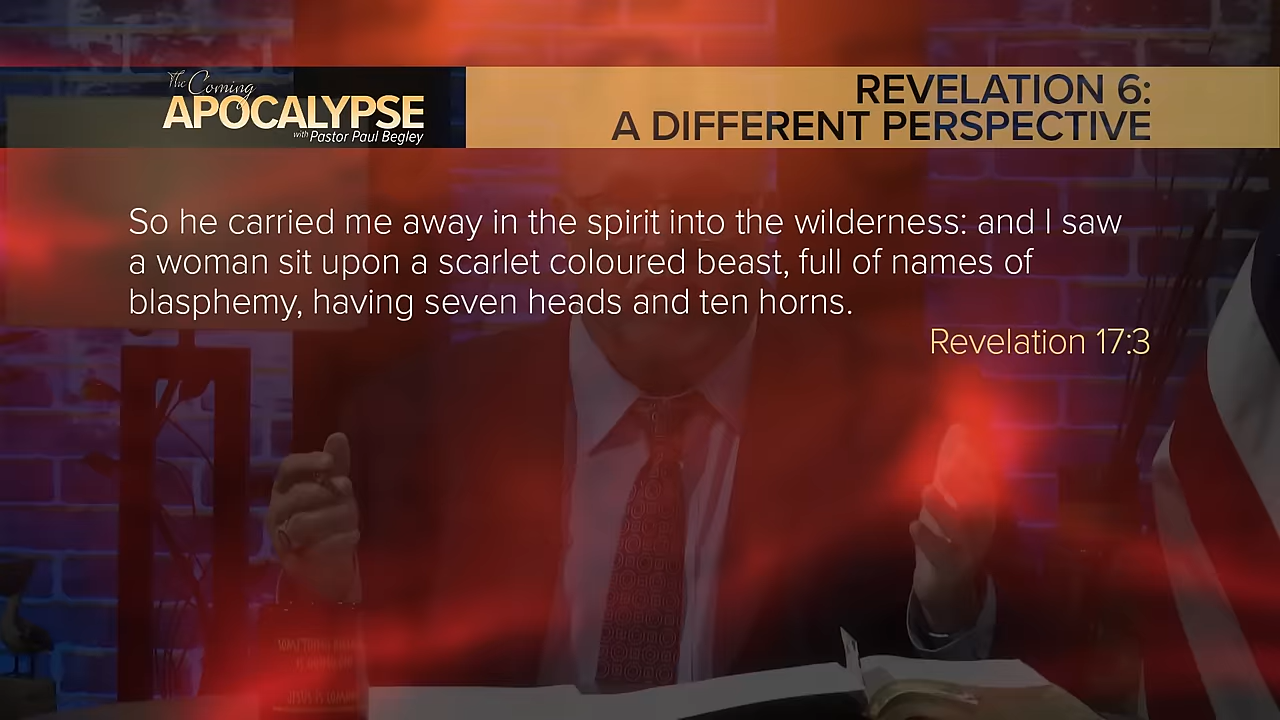 The Coming
APOCALYPSE
with Pastor Paul Begley
REVELATION 6:
A DIFFERENT PERSPECTIVE
So he carried me away in the spirit into the wilderness: and I saw
a woman sit upon a scarlet coloured beast, full of names of
blasphemy, having seven heads and ten horns.
Revelation 17:3